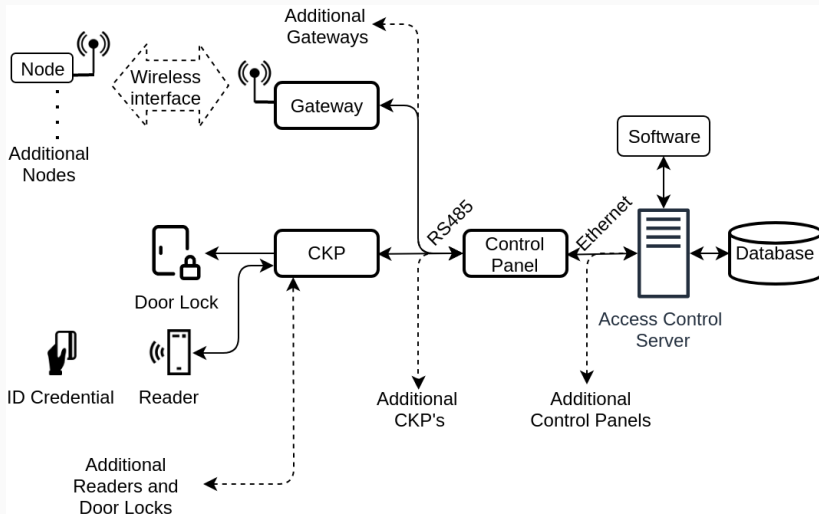 Additional
Gateways
Node
Wireless
interface
Gateway
Additional
Nodes
Software
RS485
Ethernet
CKP
Control
Panel
Database
Door Lock
Access Control
Server
ID Credential
Reader
Additional
CKP's
Additional
Control Panels
Additional
Readers and
Door Locks